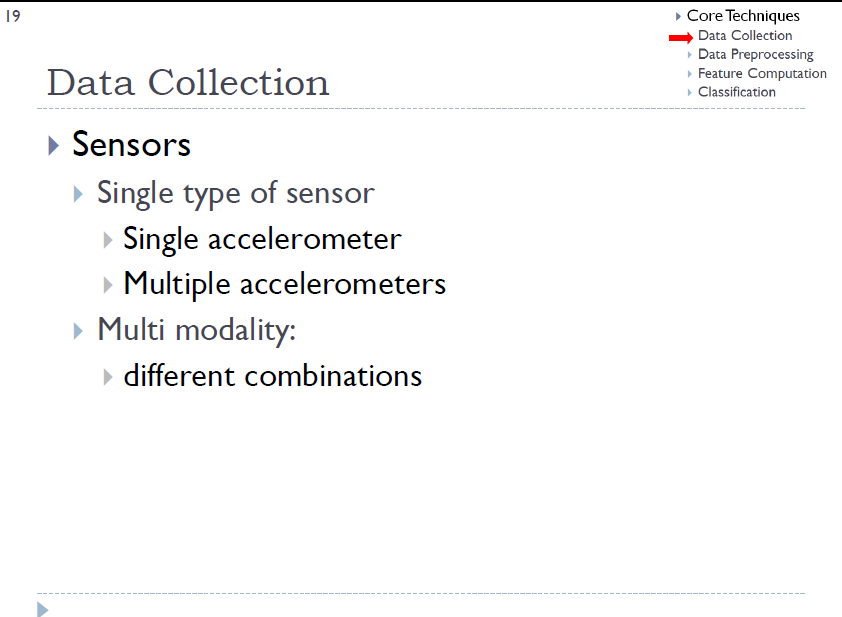 19
Core Techniques
Data Collection
Data Preprocessing
Feature Computation
Classification
Data Collection
Sensors
Single type of sensor
Single accelerometer
Multiple accelerometers
Multi modality:
different combinations